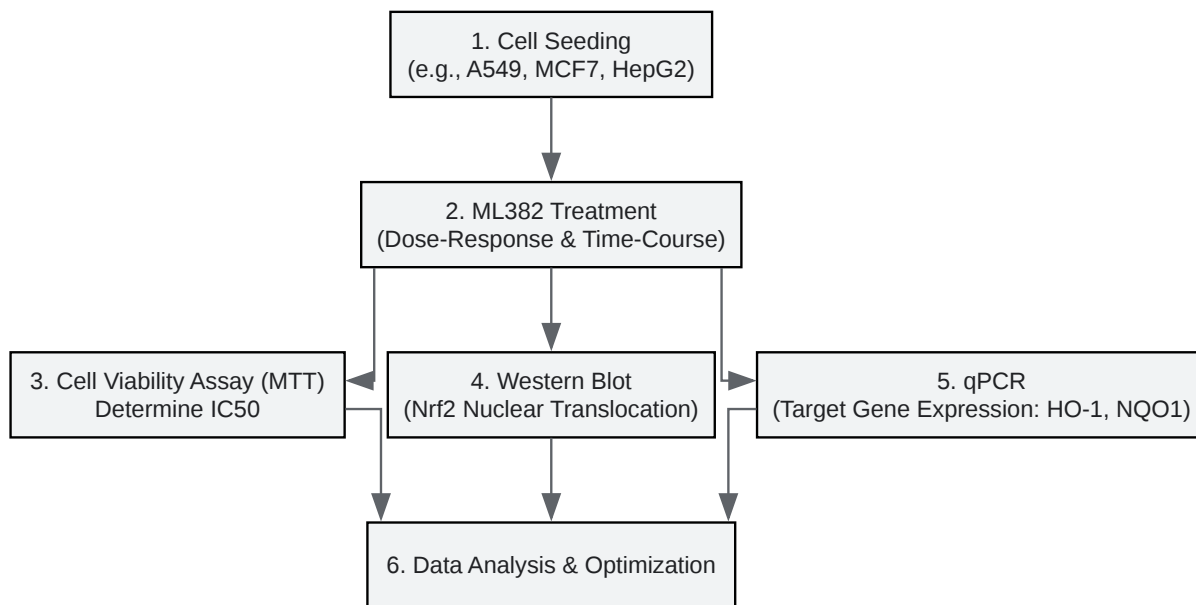 1. Cell Seeding
(e.g., A549, MCF7, HepG2)
2. ML382 Treatment
(Dose-Response & Time-Course)
3. Cell Viability Assay (MTT)
Determine IC50
4. Western Blot
(Nrf2 Nuclear Translocation)
5. qPCR
(Target Gene Expression: HO-1, NQO1)
6. Data Analysis & Optimization